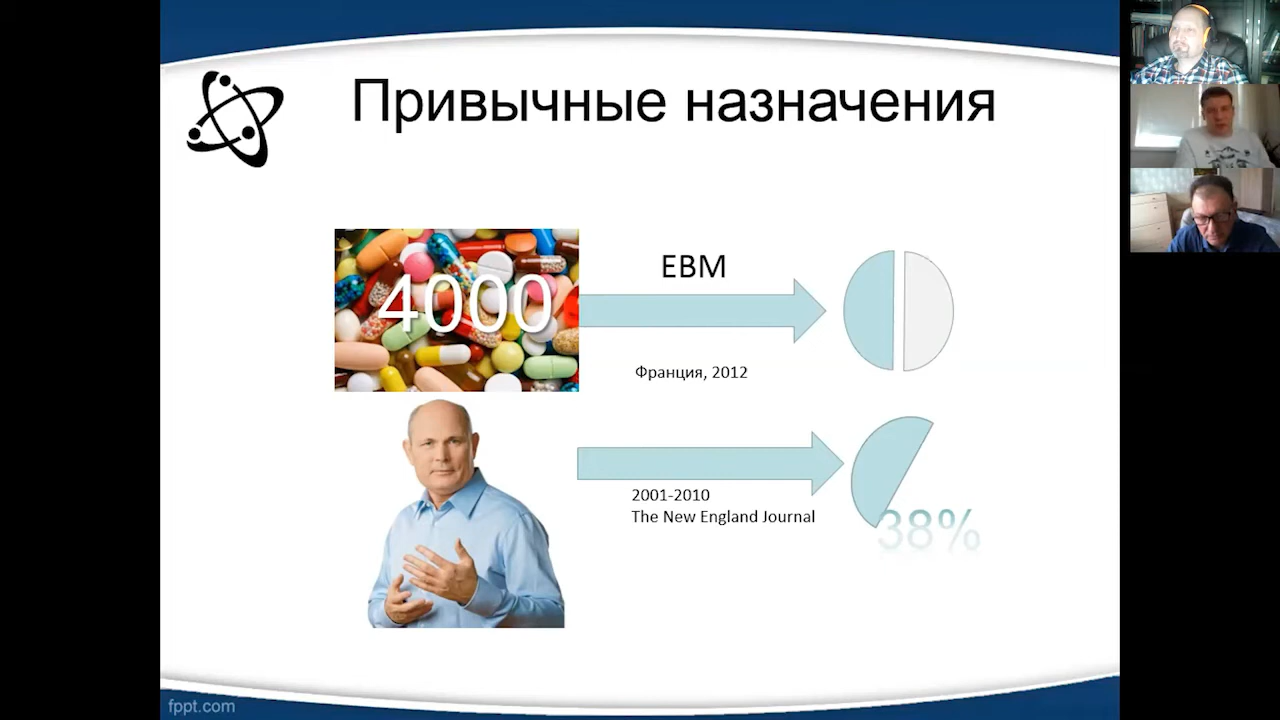 Привычные назначения
4000
EBM
Франция, 2012
2001-2010
The New England Journal
38%
fppt.com